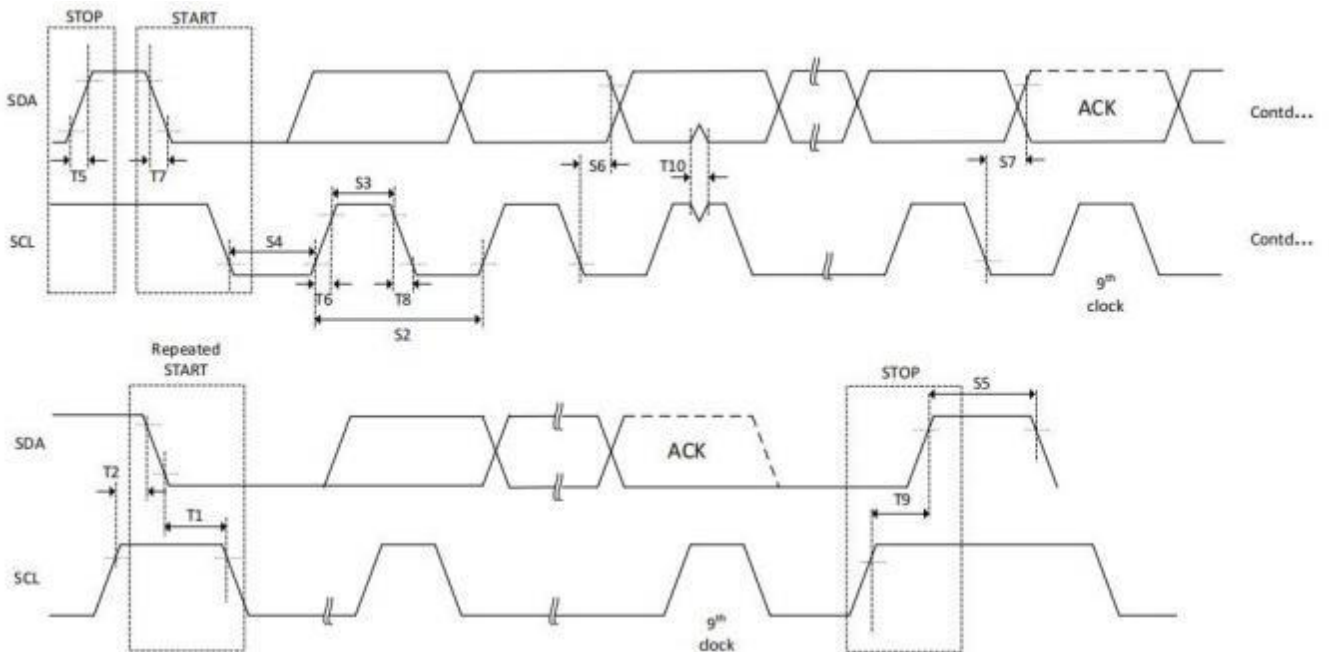 STOP START
SDA
ACK
Contd...
T5 T7
S6 T10 S7
S3
SCL
S4
Contd...
T6 T8
9th
clock
S2
Repeated
START
STOP
S5
SDA
T2
ACK
T9
T1
SCL
9th
clock